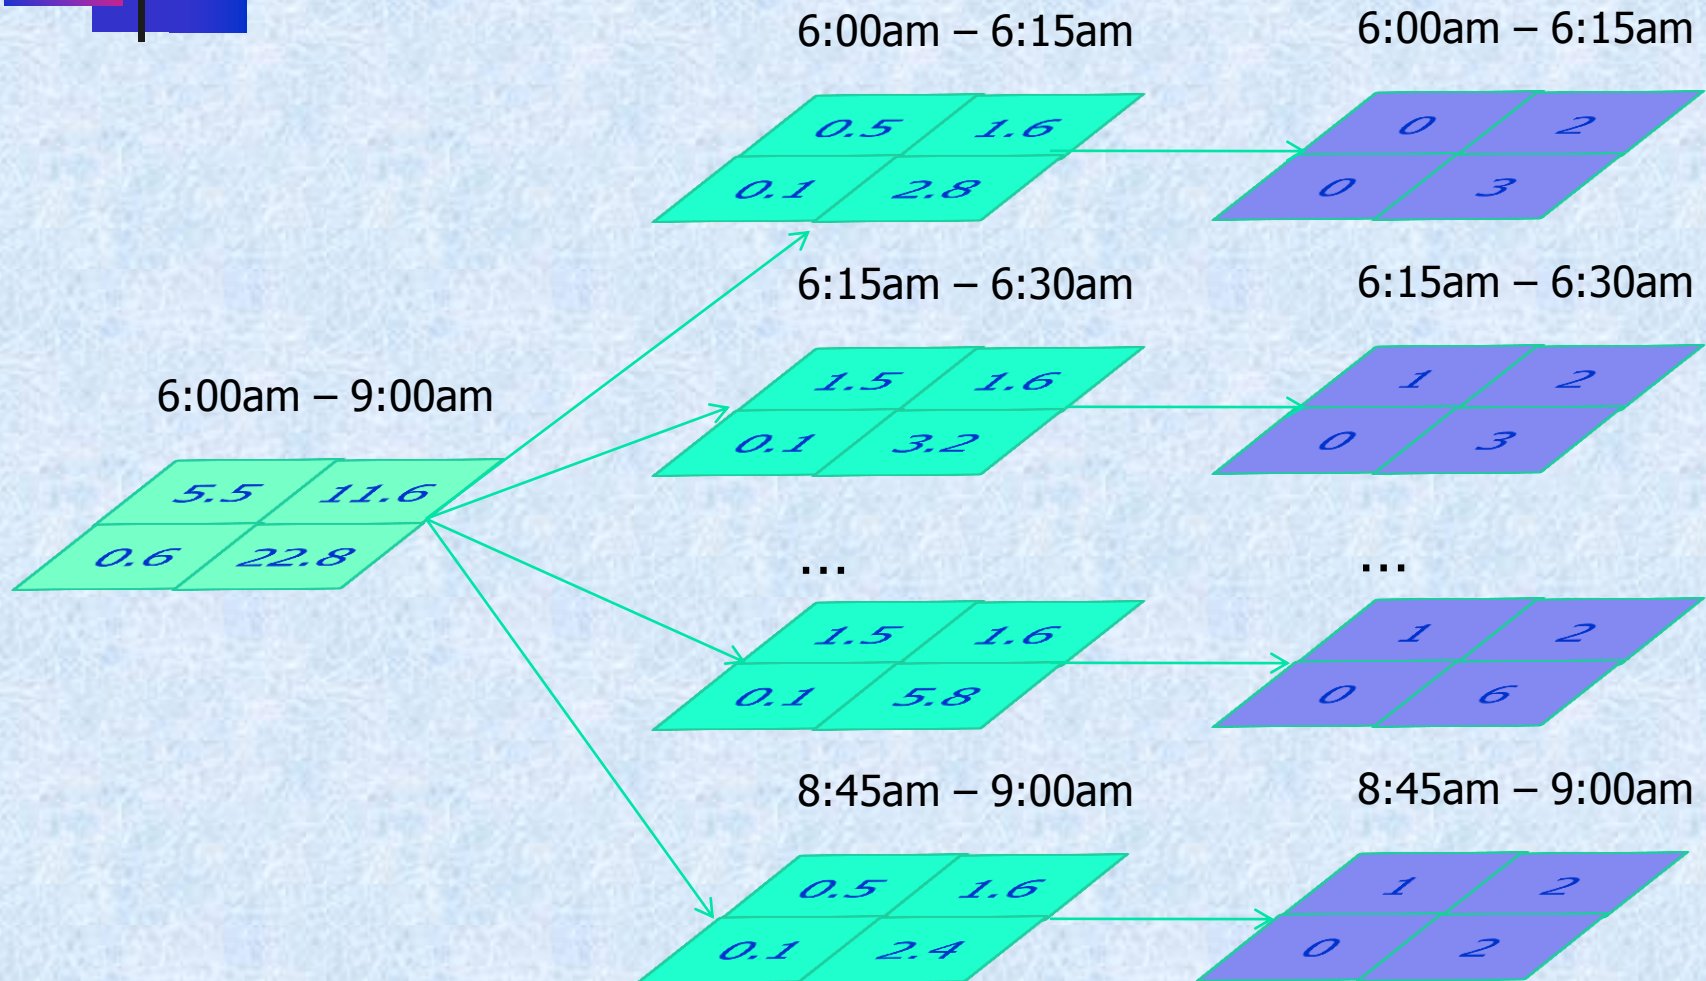 6:00am – 6:15am 6:00am – 6:15am
0.5 1.6 0 2
0.1 2.8 0 3
6:15am – 6:30am 6:15am – 6:30am
1.5 1.6 1 2
0.1 3.2 0 3
6:00am – 9:00am
5.5 11.6
0.6 22.8
... ...
1.5 1.6 1 2
0.1 5.8 0 6
8:45am – 9:00am 8:45am – 9:00am
0.5 1.6 1 2
0.1 2.4 0 2